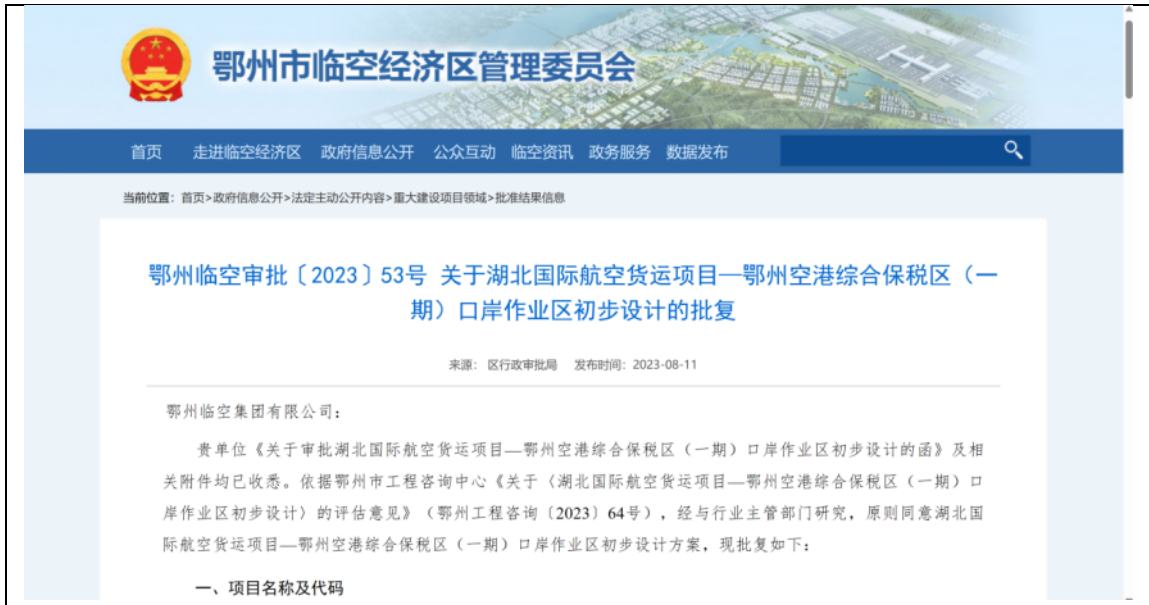 鄂州市临空经济区管理委员会
首页 走进临空经济区 政府信息公开 公众互动 临空资讯 政务服务 数据发布
当前位置：首页>政府信息公开>法定主动公开内容>重大建设项目领域>批准结果信息
鄂州临空审批〔2023〕53号 关于湖北国际航空货运项目—鄂州空港综合保税区（一
期）口岸作业区初步设计的批复
来源： 区行政审批局 发布时间：2023-08-11
鄂州临空集团有限公司：
贵单位《关于审批湖北国际航空货运项目—鄂州空港综合保税区（一期）口岸作业区初步设计的函》及相
关附件均已收悉。依据鄂州市工程咨询中心《关于〈湖北国际航空货运项目—鄂州空港综合保税区（一期）口
岸作业区初步设计〉的评估意见》（鄂州工程咨询〔2023〕64号），经与行业主管部门研究，原则同意湖北国
际航空货运项目—鄂州空港综合保税区（一期）口岸作业区初步设计方案，现批复如下：
一、项目名称及代码